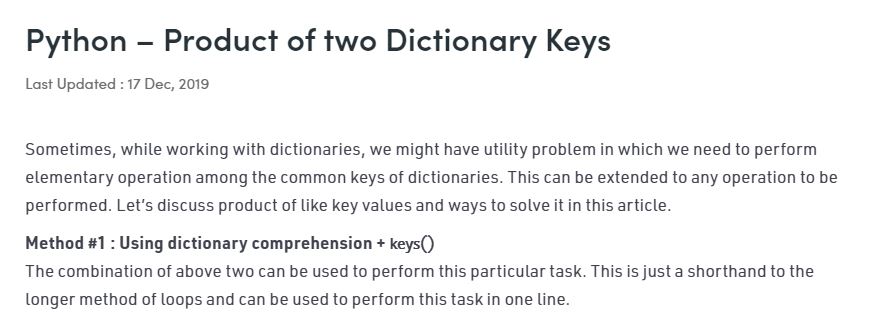 Python – Product of two Dictionary Keys
Last Updated : 17 Dec, 2019
Sometimes, while working with dictionaries, we might have utility problem in which we need to perform
elementary operation among the common keys of dictionaries. This can be extended to any operation to be
performed. Let’s discuss product of like key values and ways to solve it in this article.
Method #1 : Using dictionary comprehension + keys()
The combination of above two can be used to perform this particular task. This is just a shorthand to the
longer method of loops and can be used to perform this task in one line.